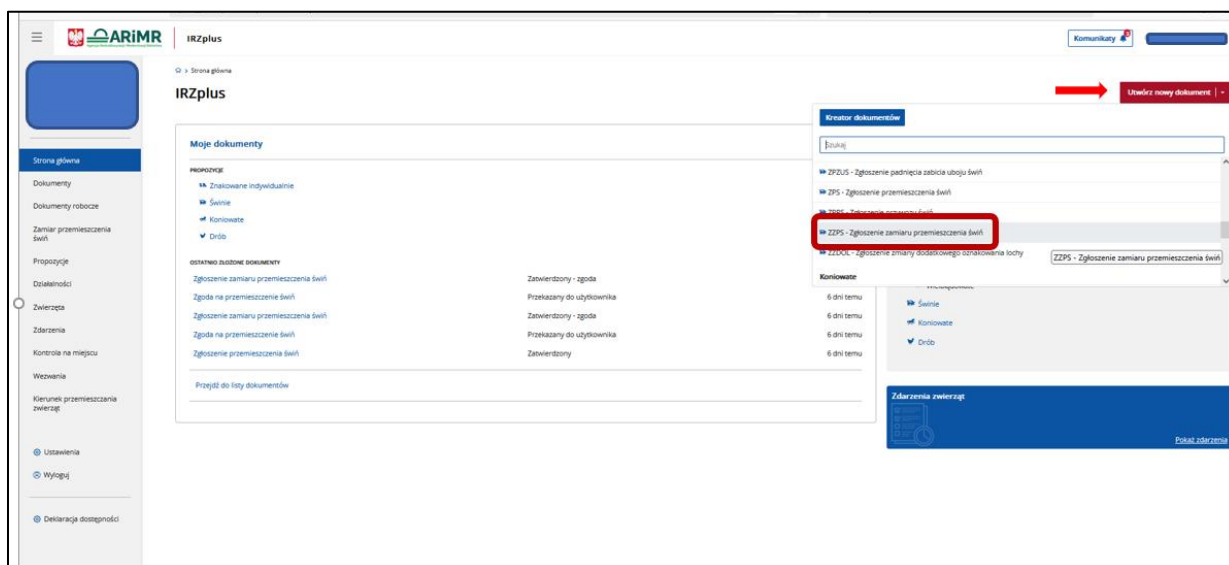 ARiMR
IRZplus
Komunikaty
Strona główna
IRZplus
Utwórz nowy dokument
Kreator dokumentów
Szukaj
ZPZUS - Zgłoszenie padnięcia zabicia uboju świń
ZPS - Zgłoszenie przemieszczenia świń
ZPRS - Zgłoszenie przewozu świń
ZZPS - Zgłoszenie zamiaru przemieszczenia świń
ZZDOL - Zgłoszenie zmiany dodatkowego oznakowania lochy
ZZPS - Zgłoszenie zamiaru przemieszczenia świń
Koniowate
Strona główna
Dokumenty
Dokumenty robocze
Zamiar przemieszczenia
świń
Propozycje
Działalności
Zwierzęta
Zdarzenia
Kontrola na miejscu
Wezwania
Kierunek przemieszczania
zwierząt
Ustawienia
Wyloguj
Deklaracja dostępności
Moje dokumenty
PROPOZYCJE
Znakowane indywidualnie
Świnie
Koniowate
Drób
OSTATNIO ZŁOŻONE DOKUMENTY
Zgłoszenie zamiaru przemieszczenia świń Zatwierdzony - zgoda
Zgoda na przemieszczenie świń Przekazany do użytkownika 6 dni temu
Zgłoszenie zamiaru przemieszczenia świń Zatwierdzony - zgoda 6 dni temu
Zgoda na przemieszczenie świń Przekazany do użytkownika 6 dni temu
Zgłoszenie przemieszczenia świń Zatwierdzony 6 dni temu
Przejdź do listy dokumentów
Świnie
Koniowate
Drób
Zdarzenia zwierząt
Pokaż zdarzenia